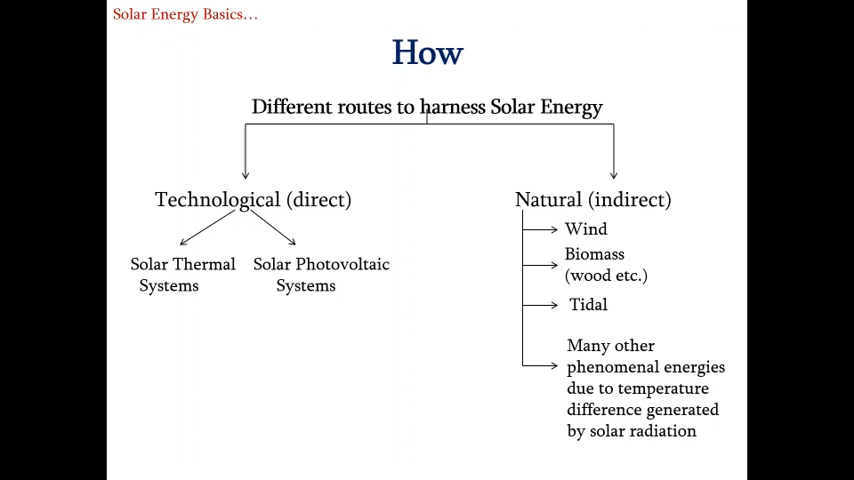 Solar Energy Basics...
How
Different routes to harness Solar Energy
Technological (direct)
Solar Thermal
Systems
Solar Photovoltaic
Systems
Natural (indirect)
Wind
Biomass
(wood etc.)
Tidal
Many other
phenomenal energies
due to temperature
difference generated
by solar radiation